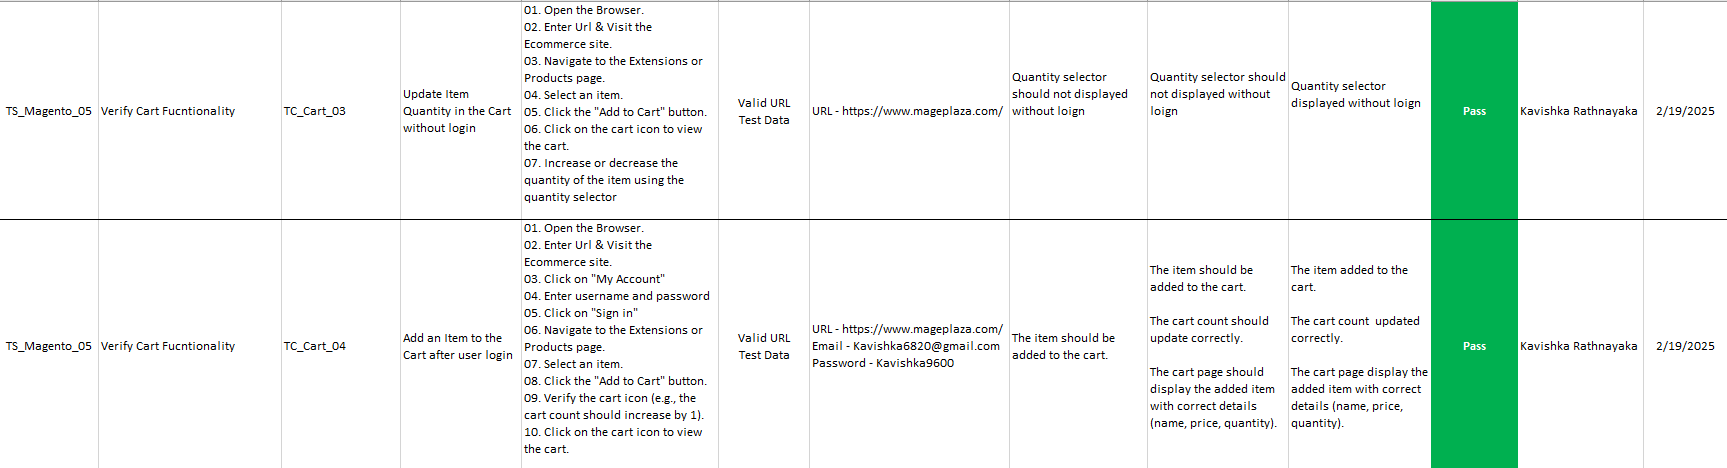 TS_Magento_05
Verify Cart Fucntionality
TC_Cart_03
Update Item
Quantity in the Cart
without login
01. Open the Browser.
02. Enter Url & Visit the
Ecommerce site.
03. Navigate to the Extensions or
Products page.
04. Select an item.
05. Click the "Add to Cart" button.
06. Click on the cart icon to view
the cart.
07. Increase or decrease the
quantity of the item using the
quantity selector
Valid URL
Test Data
URL - https://www.mageplaza.com/
Quantity selector
should not displayed
without loign
Quantity selector should
not displayed without
loign
Quantity selector
displayed without loign
Pass
Kavishka Rathnayaka
2/19/2025
TS_Magento_05
Verify Cart Fucntionality
TC_Cart_04
Add an Item to the
Cart after user login
01. Open the Browser.
02. Enter Url & Visit the
Ecommerce site.
03. Click on "My Account"
04. Enter username and password
05. Click on "Sign in"
06. Navigate to the Extensions or
Products page.
07. Select an item.
08. Click the "Add to Cart" button.
09. Verify the cart icon (e.g., the
cart count should increase by 1).
10. Click on the cart icon to view
the cart.
Valid URL
Test Data
URL - https://www.mageplaza.com/
Email - Kavishka6820@gmail.com
Password - Kavishka9600
The item should be
added to the cart.
The item should be
added to the cart.
The cart count should
update correctly.
The cart page should
display the added item
with correct details
(name, price, quantity).
The item added to the
cart.
The cart count  updated
correctly.
The cart page display the
added item with correct
details (name, price,
quantity).
Pass
Kavishka Rathnayaka
2/19/2025